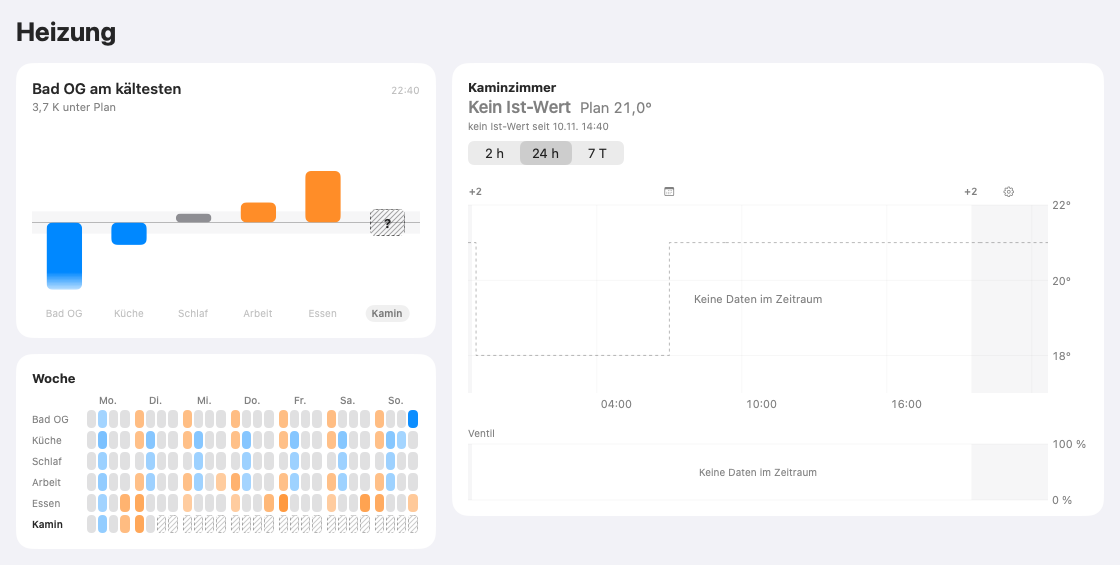 Heizung
Bad OG am kältesten
22:40
3,7 K unter Plan
?
Bad OG Küche Schlaf Arbeit Essen Kamin
Woche
Mo. Di. Mi. Do. Fr. Sa. So.
Bad OG
Küche
Schlaf
Arbeit
Essen
Kamin
Kaminzimmer
Kein Ist-Wert Plan 21,0°
kein Ist-Wert seit 10.11. 14:40
2 h 24 h 7 T
+2 +2
22°
20°
Keine Daten im Zeitraum
18°
04:00 10:00 16:00
Ventil
100 %
Keine Daten im Zeitraum
0 %